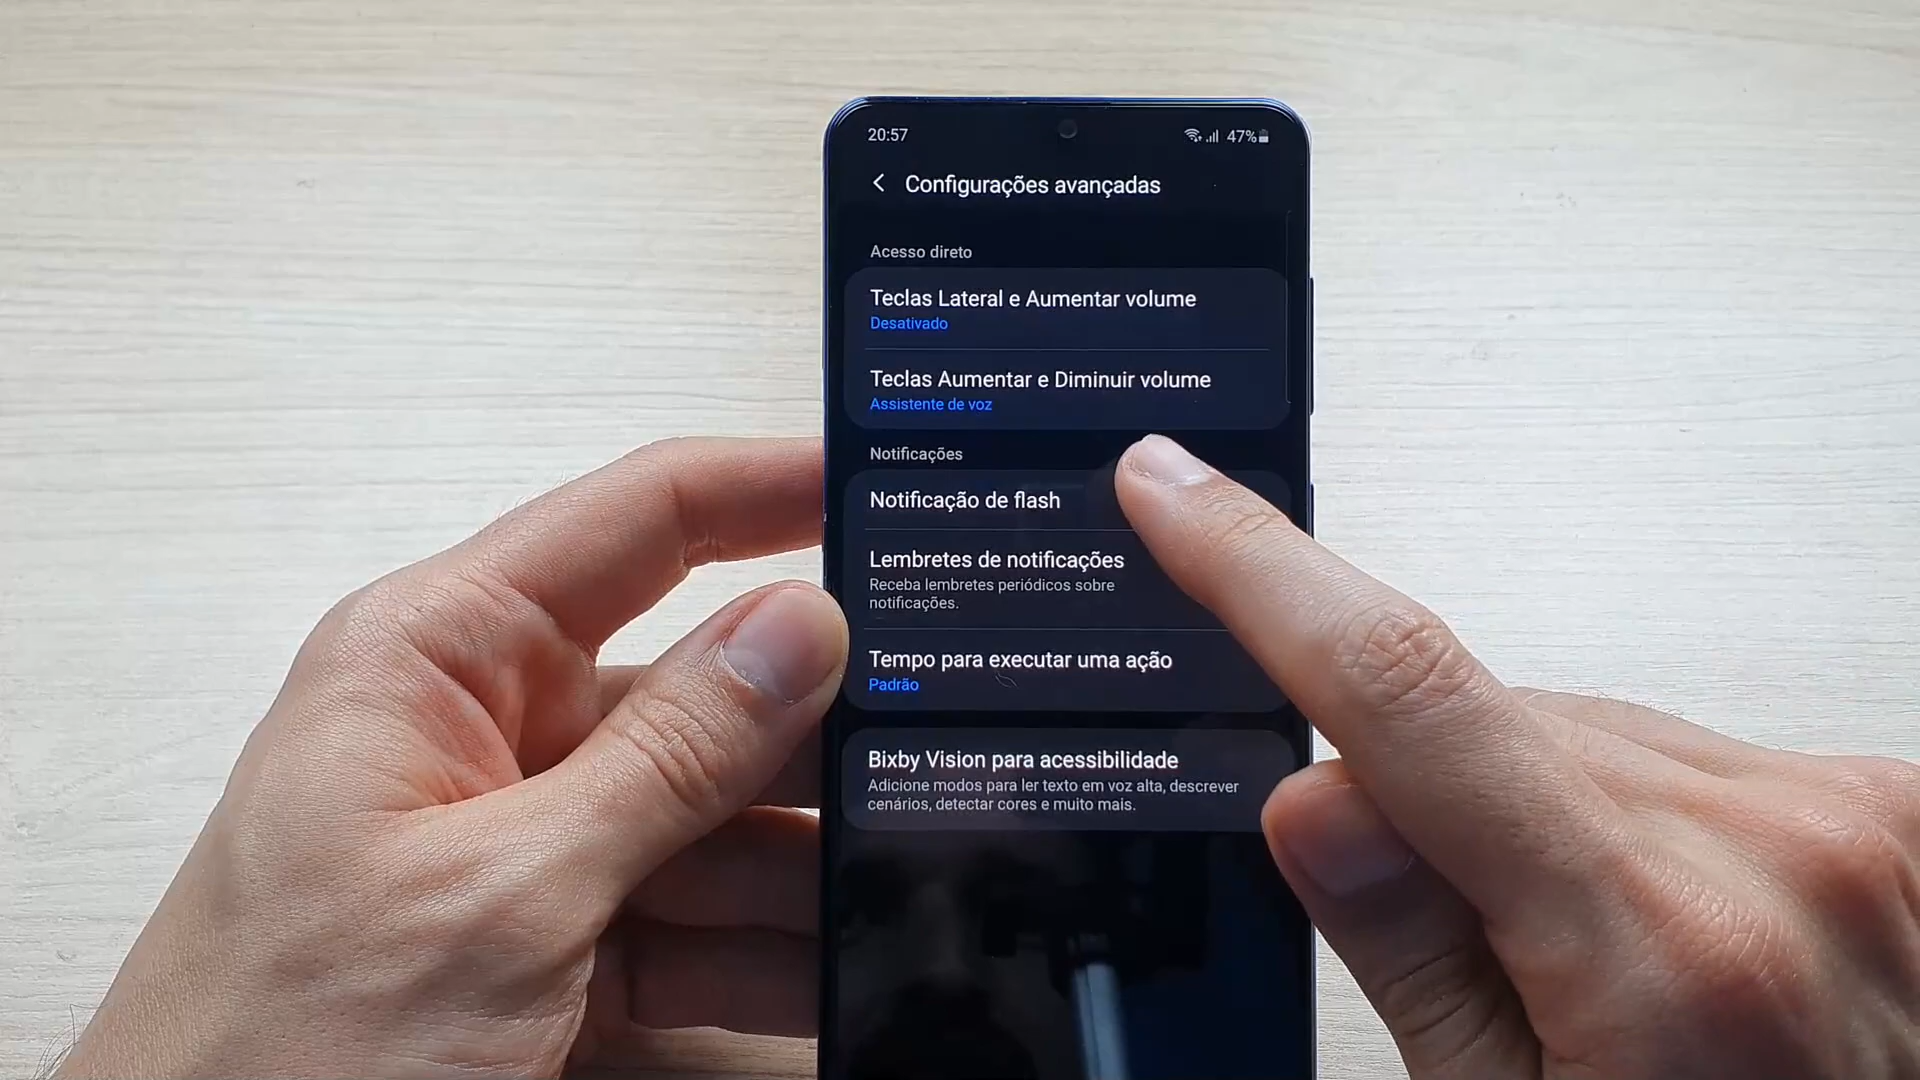 20:57
47%
Configurações avançadas
Acesso direto
Teclas Lateral e Aumentar volume
Desativado
Teclas Aumentar e Diminuir volume
Assistente de voz
Notificações
Notificação de flash
Lembretes de notificações
Receba lembretes periódicos sobre
notificações.
Tempo para executar uma ação
Padrão
Bixby Vision para acessibilidade
Adicione modos para ler texto em voz alta, descrever
cenários, detectar cores e muito mais.